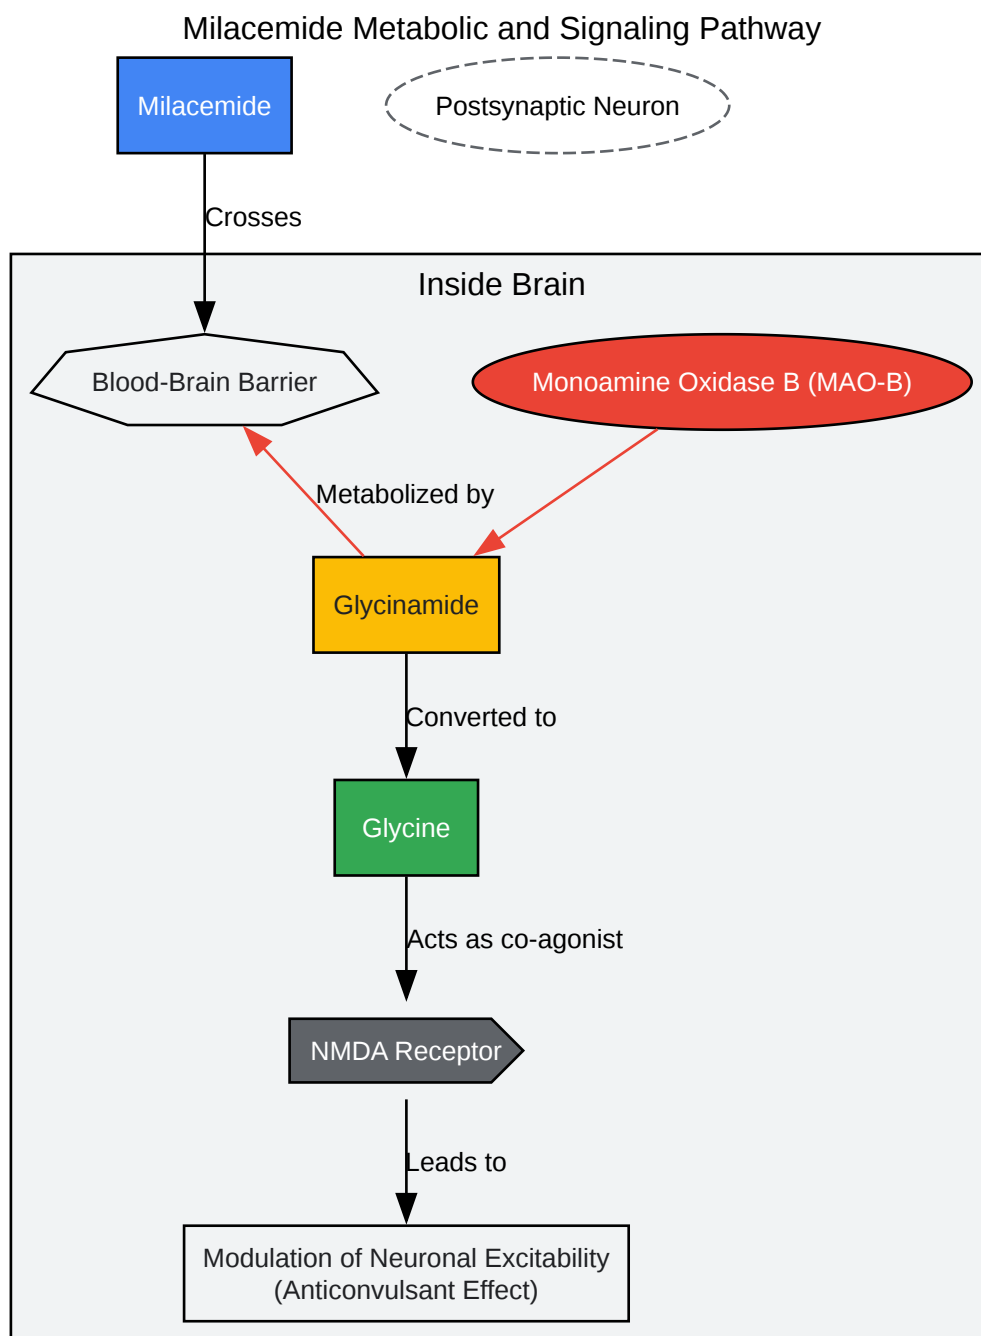 Milacemide Metabolic and Signaling Pathway
Milacemide
Postsynaptic Neuron
Crosses
Inside Brain
Blood-Brain Barrier
Monoamine Oxidase B (MAO-B)
Metabolized by
Glycinamide
Converted to
Glycine
Acts as co-agonist
NMDA Receptor
Leads to
Modulation of Neuronal Excitability
(Anticonvulsant Effect)